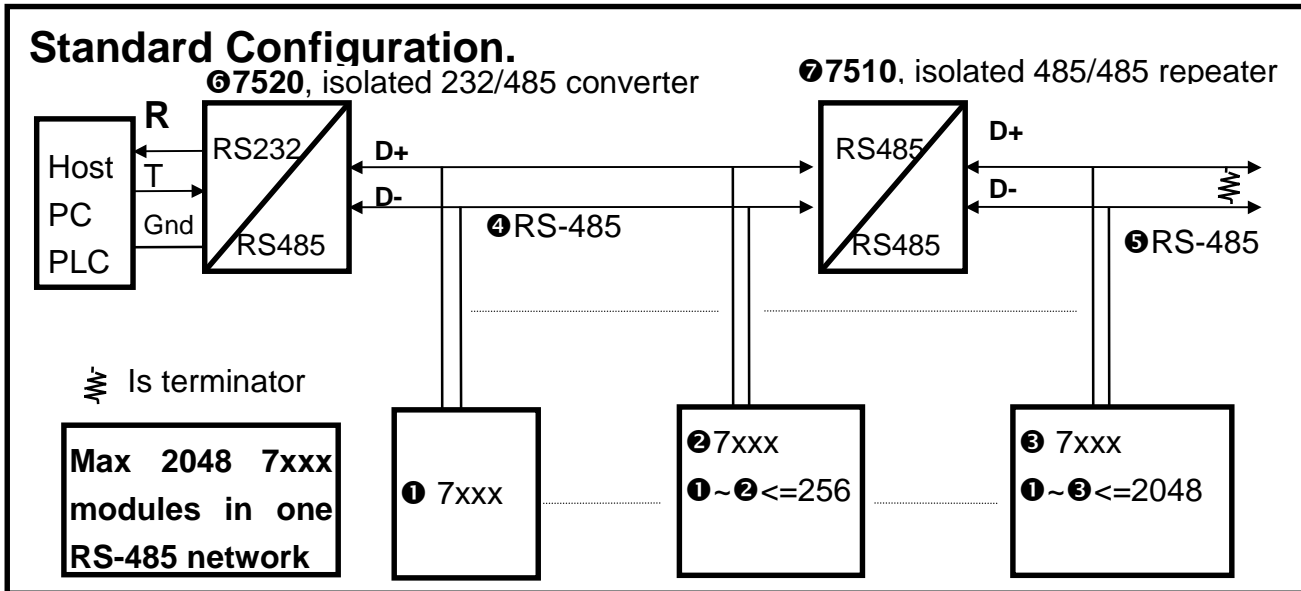 Standard Configuration.
❻7520, isolated 232/485 converter
❼7510, isolated 485/485 repeater
Host
PC
PLC
R
T
Gnd
RS232
RS485
D+
D-
❹RS-485
RS485
RS485
D+
D-
❺RS-485
Is terminator
Max 2048 7xxx
modules in one
RS-485 network
❶ 7xxx
❷7xxx
❶~❷<=256
❸ 7xxx
❶~❸<=2048